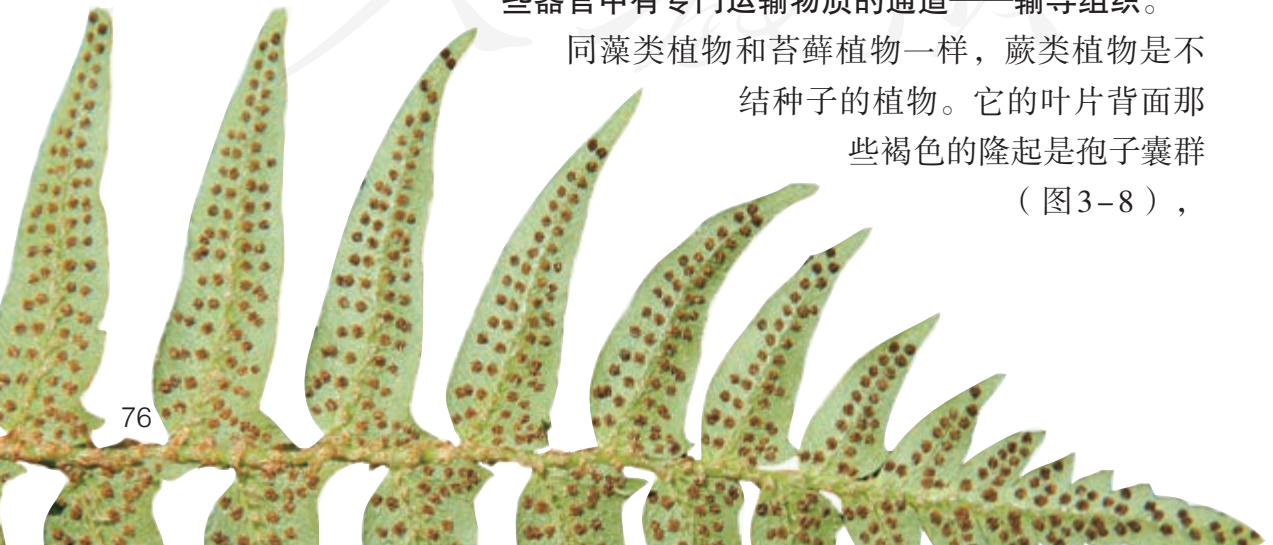 些器官中有专门运输物质的通道——输导组织。
同藻类植物和苔藓植物一样，蕨类植物是不
结种子的植物。它的叶片背面那
些褐色的隆起是孢子囊群
（图3-8），
76